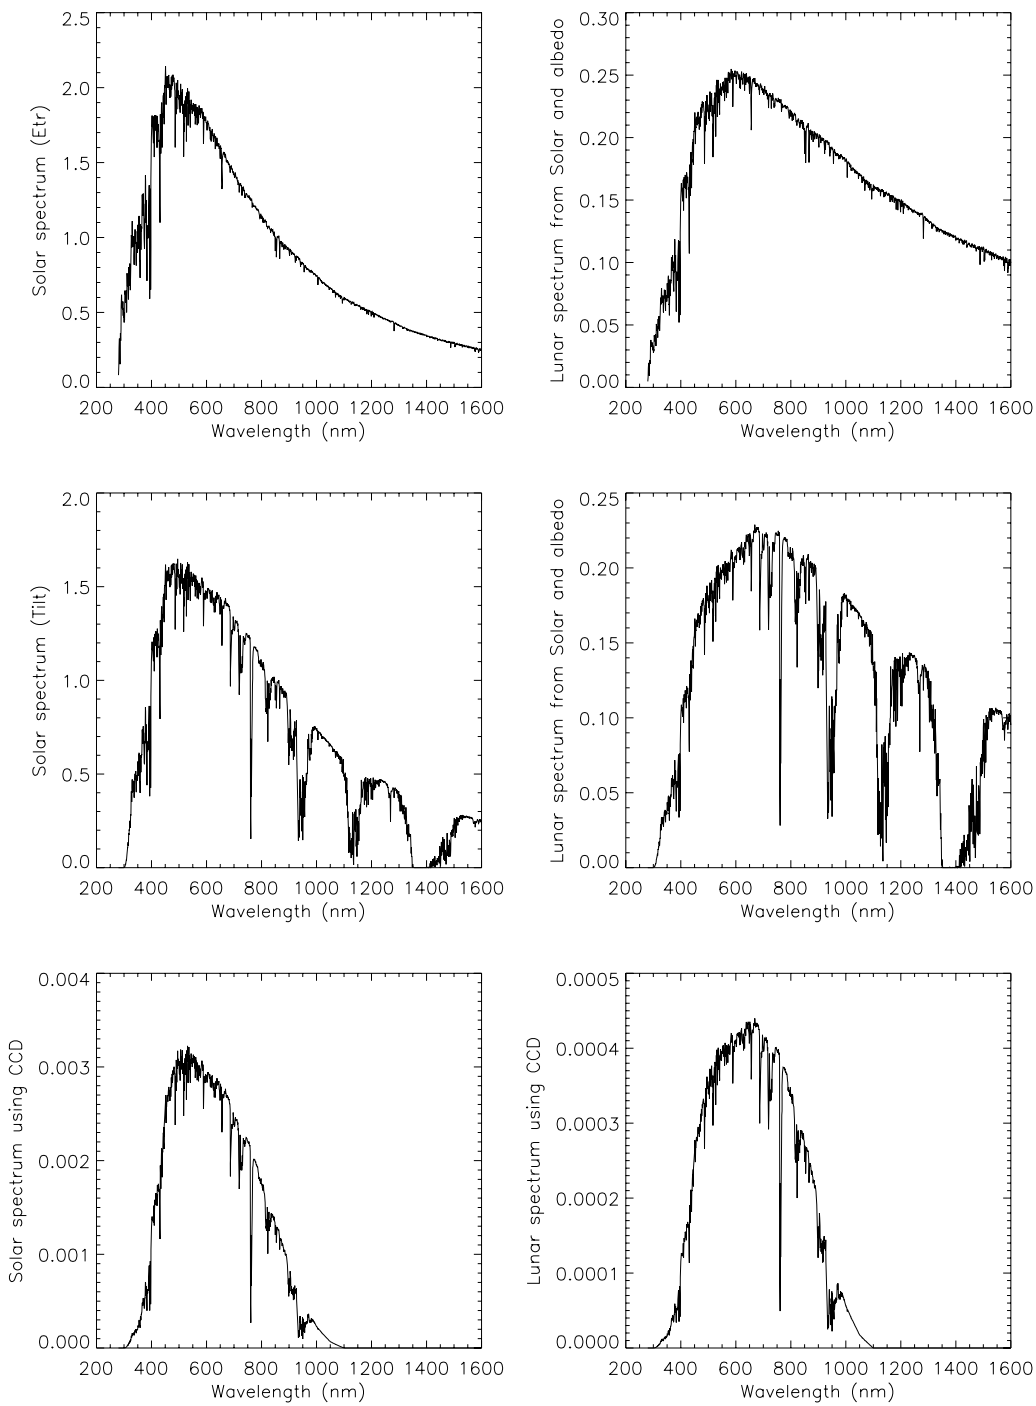 Solar spectrum (Etr)
2.5
2.0
1.5
1.0
0.5
0.0
200 400 600 800 1000 1200 1400 1600
Wavelength (nm)
Lunar spectrum from Solar and albedo
0.30
0.25
0.20
0.15
0.10
0.05
0.00
200 400 600 800 1000 1200 1400 1600
Wavelength (nm)
Solar spectrum (Tilt)
2.0
1.5
1.0
0.5
0.0
200 400 600 800 1000 1200 1400 1600
Wavelength (nm)
Lunar spectrum from Solar and albedo
0.25
0.20
0.15
0.10
0.05
0.00
200 400 600 800 1000 1200 1400 1600
Wavelength (nm)
Solar spectrum using CCD
0.004
0.003
0.002
0.001
0.000
200 400 600 800 1000 1200 1400 1600
Wavelength (nm)
Lunar spectrum using CCD
0.0005
0.0004
0.0003
0.0002
0.0001
0.0000
200 400 600 800 1000 1200 1400 1600
Wavelength (nm)